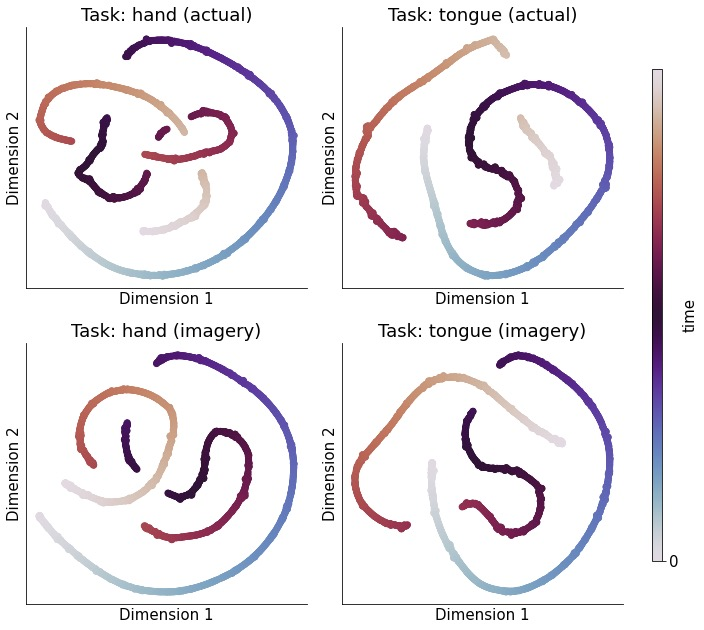 Task: hand (actual)
Task: tongue (actual)
Dimension 2
Dimension 1
Dimension 2
Dimension 1
time
0
Task: hand (imagery)
Task: tongue (imagery)
Dimension 2
Dimension 1
Dimension 2
Dimension 1